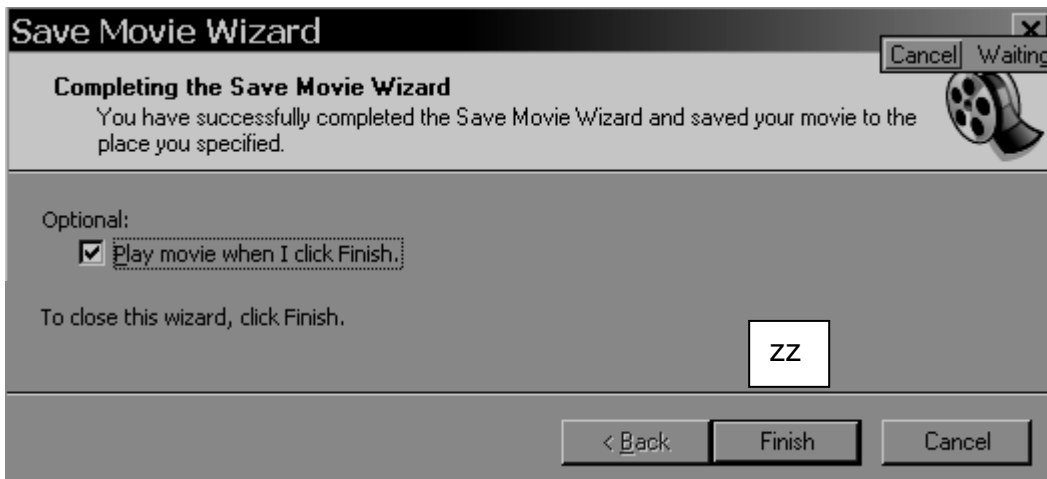 Save Movie Wizard
Cancel Waiting
Completing the Save Movie Wizard
You have successfully completed the Save Movie Wizard and saved your movie to the
place you specified.
Optional:
Play movie when I click Finish.
To close this wizard, click Finish.
zz
< Back Finish Cancel